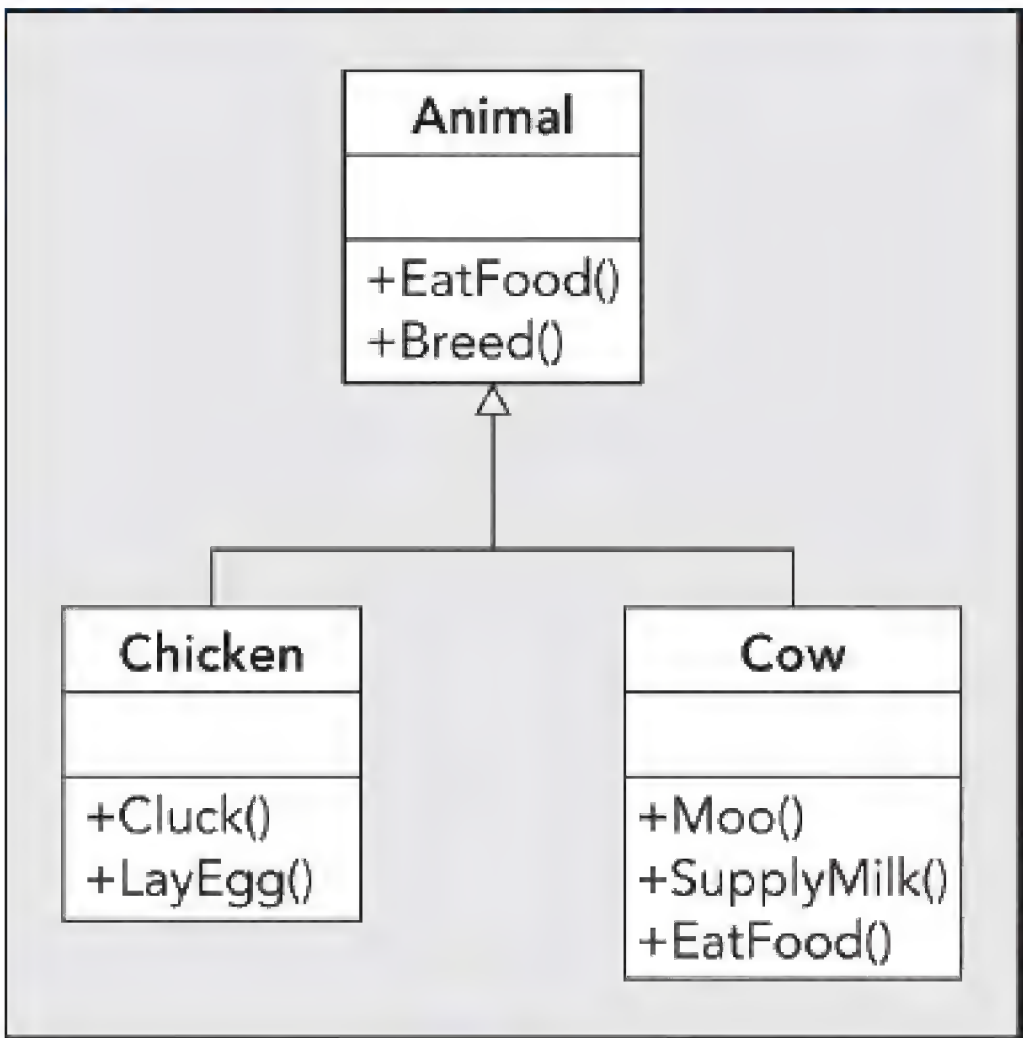 Animal
+EatFood()
+Breed()
Chicken
+Cluck()
+LayEgg()
Cow
+Moo()
+SupplyMilk()
+EatFood()